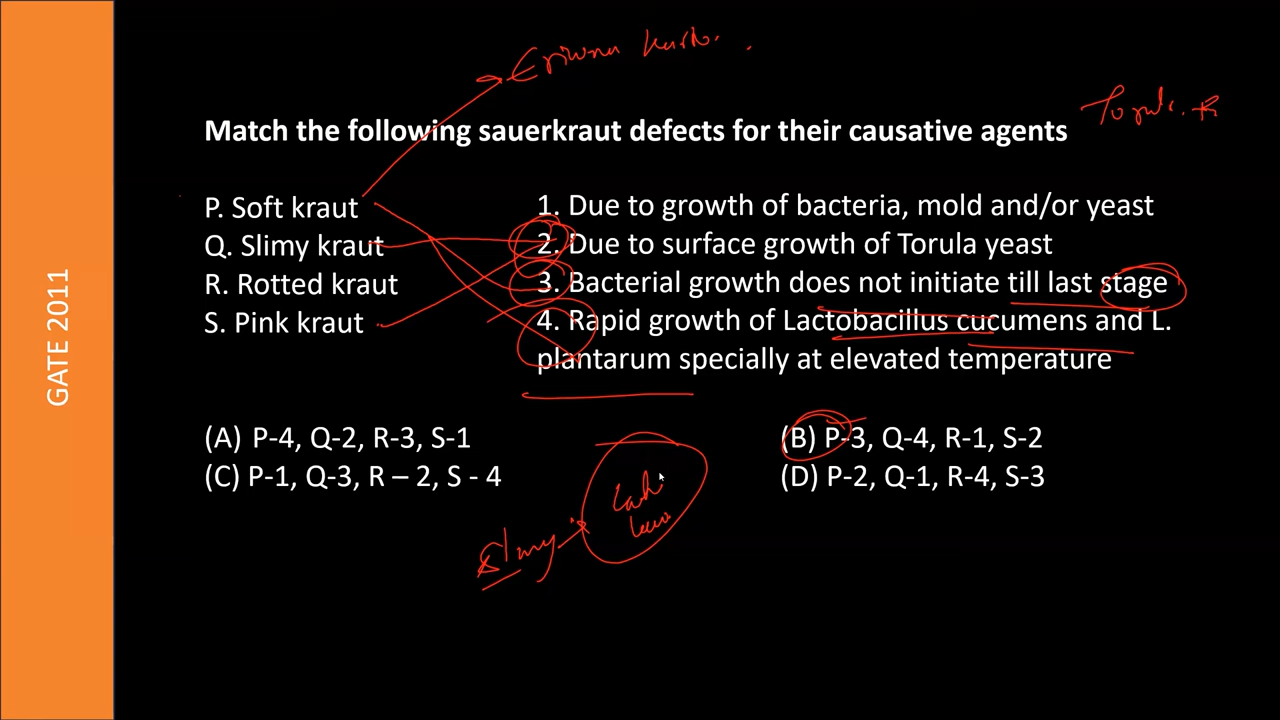 Match the following sauerkraut defects for their causative agents
P. Soft kraut
Q. Slimy kraut
R. Rotted kraut
S. Pink kraut
1. Due to growth of bacteria, mold and/or yeast
2. Due to surface growth of Torula yeast
3. Bacterial growth does not initiate till last stage
4. Rapid growth of Lactobacillus cucumens and L.
plantarum specially at elevated temperature
(A) P-4, Q-2, R-3, S-1
(B) P-3, Q-4, R-1, S-2
(C) P-1, Q-3, R – 2, S - 4
(D) P-2, Q-1, R-4, S-3
Slimy
GATE 2011